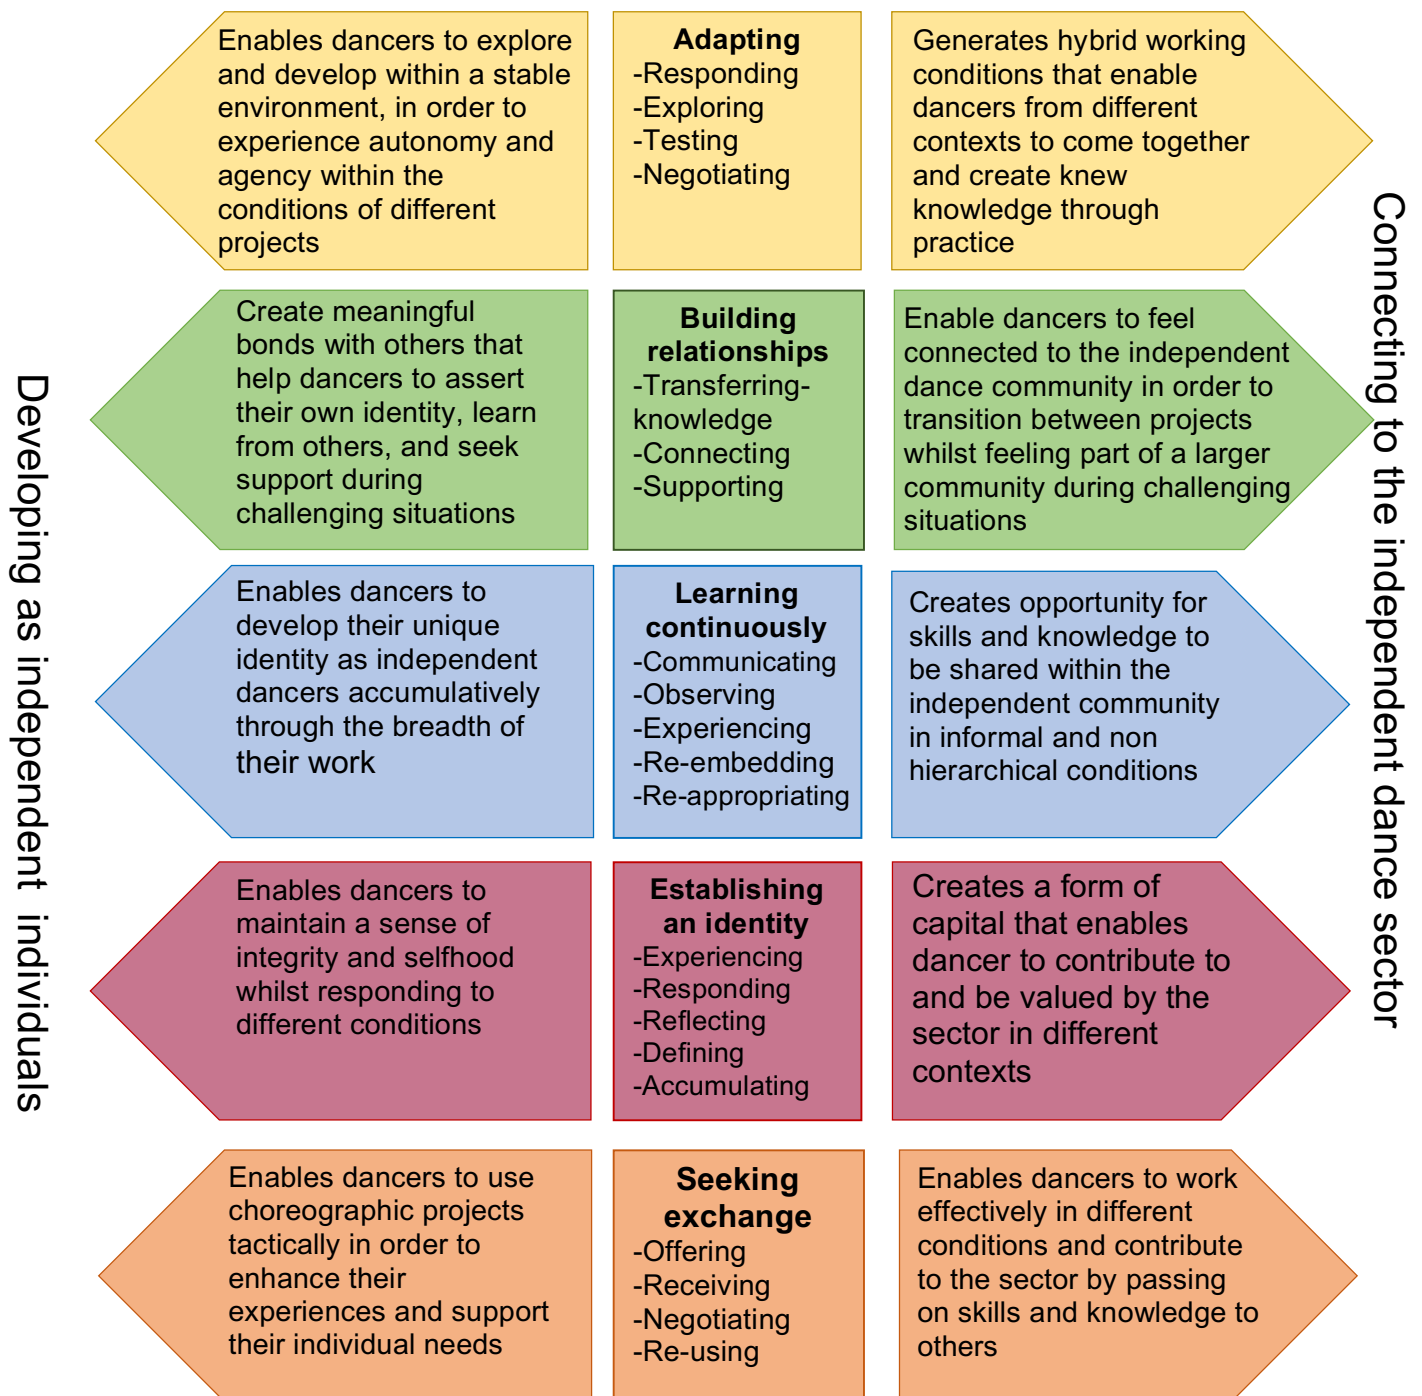 Developing as independent individuals
Enables dancers to explore
and develop within a stable
environment, in order to
experience autonomy and
agency within the
conditions of different
projects
Adapting
-Responding
-Exploring
-Testing
-Negotiating
Generates hybrid working
conditions that enable
dancers from different
contexts to come together
and create knew
knowledge through
practice
Create meaningful
bonds with others that
help dancers to assert
their own identity, learn
from others, and seek
support during
challenging situations
Building
relationships
-Transferring-
knowledge
-Connecting
-Supporting
Enable dancers to feel
connected to the independent
dance community in order to
transition between projects
whilst feeling part of a larger
community during challenging
situations
Enables dancers to
develop their unique
identity as independent
dancers accumulatively
through the breadth of
their work
Learning
continuously
-Communicating
-Observing
-Experiencing
-Re-embedding
-Re-appropriating
Creates opportunity for
skills and knowledge to
be shared within the
independent community
in informal and non
hierarchical conditions
Enables dancers to
maintain a sense of
integrity and selfhood
whilst responding to
different conditions
Establishing
an identity
-Experiencing
-Responding
-Reflecting
-Defining
-Accumulating
Creates a form of
capital that enables
dancer to contribute to
and be valued by the
sector in different
contexts
Enables dancers to use
choreographic projects
tactically in order to
enhance their
experiences and support
their individual needs
Seeking
exchange
-Offering
-Receiving
-Negotiating
-Re-using
Enables dancers to work
effectively in different
conditions and contribute
to the sector by passing
on skills and knowledge to
others
Connecting to the independent dance sector